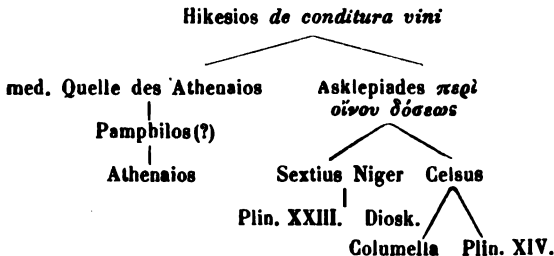 Hikesios de conditura vini
med. Quelle des Athenaios Asklepiades περὶ
οἴνου δόσεως
Pamphilos (?)
Athenaios Sextius Niger Celsus
Plin. XXIII. Diosk.
Columella Plin. XIV.